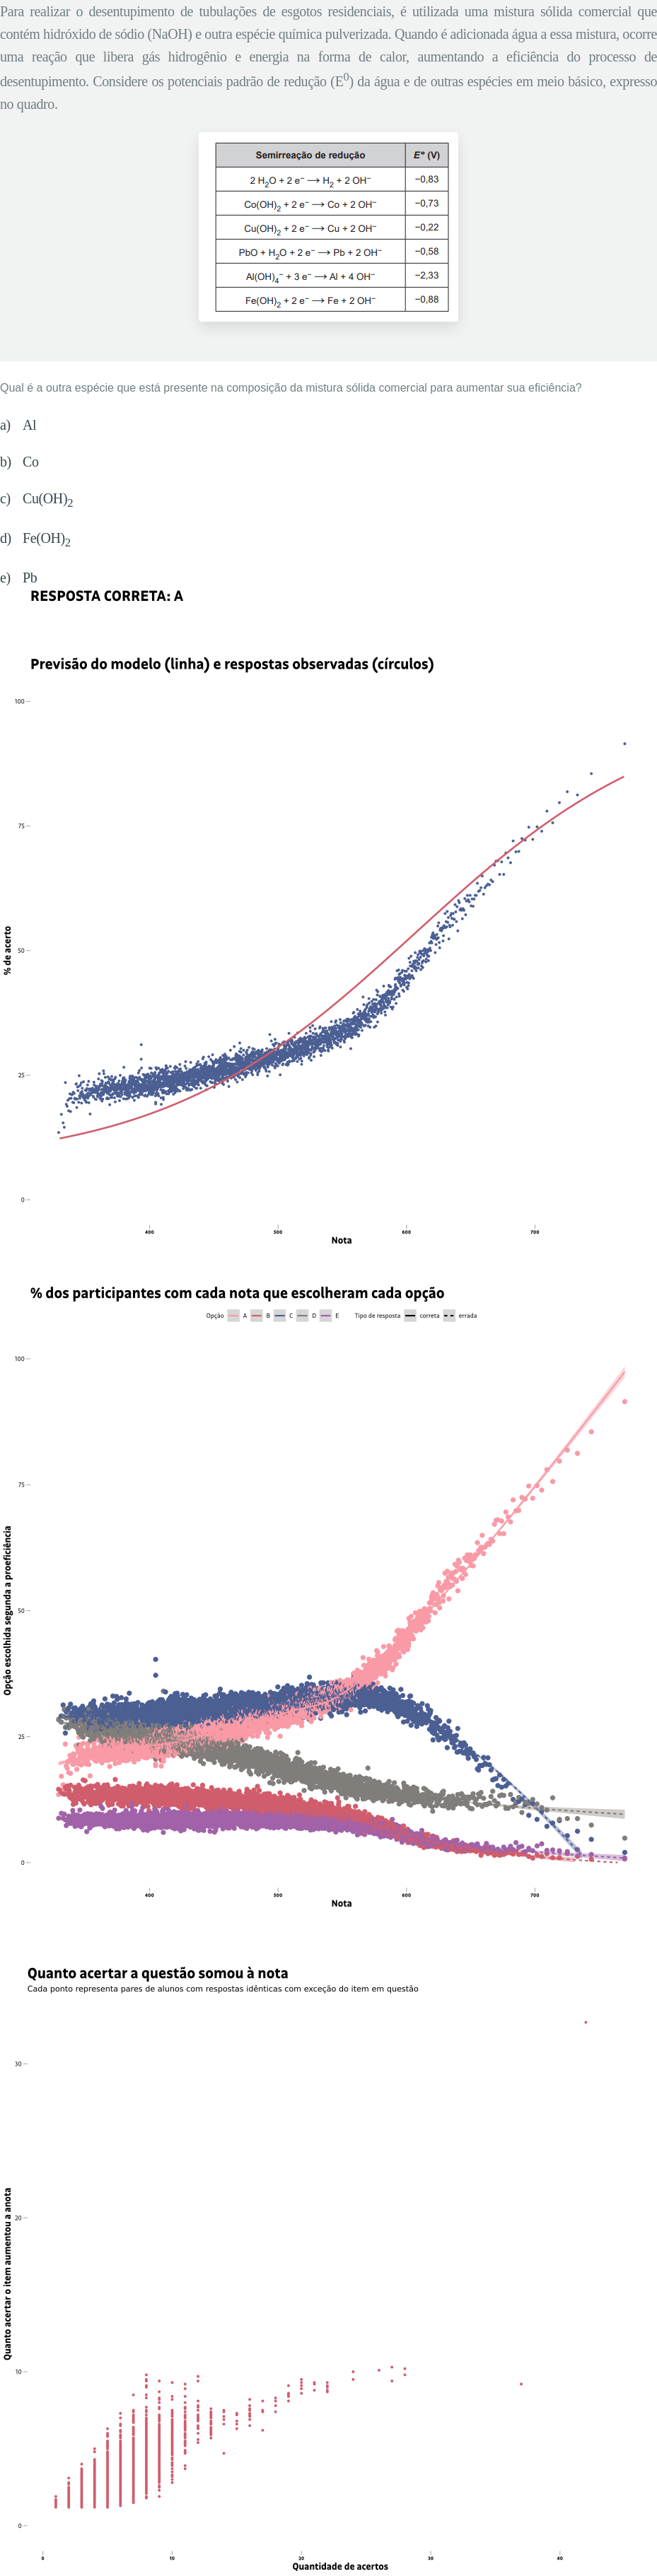 Para realizar o desentupimento de tubulações de esgotos residenciais, é utilizada uma mistura sólida comercial que
contém hidróxido de sódio (NaOH) e outra espécie química pulverizada. Quando é adicionada água a essa mistura, ocorre
uma reação que libera gás hidrogênio e energia na forma de calor, aumentando a eficiência do processo de
desentupimento. Considere os potenciais padrão de redução (E⁰) da água e de outras espécies em meio básico, expresso
no quadro.
Semirreação de redução E° (V)
2 H₂O + 2 e⁻ ⟶ H₂ + 2 OH⁻ −0,83
Co(OH)₂ + 2 e⁻ ⟶ Co + 2 OH⁻ −0,73
Cu(OH)₂ + 2 e⁻ ⟶ Cu + 2 OH⁻ −0,22
PbO + H₂O + 2 e⁻ ⟶ Pb + 2 OH⁻ −0,58
Al(OH)₄⁻ + 3 e⁻ ⟶ Al + 4 OH⁻ −2,33
Fe(OH)₂ + 2 e⁻ ⟶ Fe + 2 OH⁻ −0,88
Qual é a outra espécie que está presente na composição da mistura sólida comercial para aumentar sua eficiência?
a) Al
b) Co
c) Cu(OH)₂
d) Fe(OH)₂
e) Pb
RESPOSTA CORRETA: A
Previsão do modelo (linha) e respostas observadas (círculos)
% de acerto
100
75
50
25
0
400 500 600 700
Nota
% dos participantes com cada nota que escolheram cada opção
Opção A B C D E Tipo de resposta correta errada
Opção escolhida segunda a proeficiência
100
75
50
25
0
400 500 600 700
Nota
Quanto acertar a questão somou à nota
Cada ponto representa pares de alunos com respostas idênticas com exceção do item em questão
Quanto acertar o item aumentou a anota
30
20
10
0
0 10 20 30 40
Quantidade de acertos